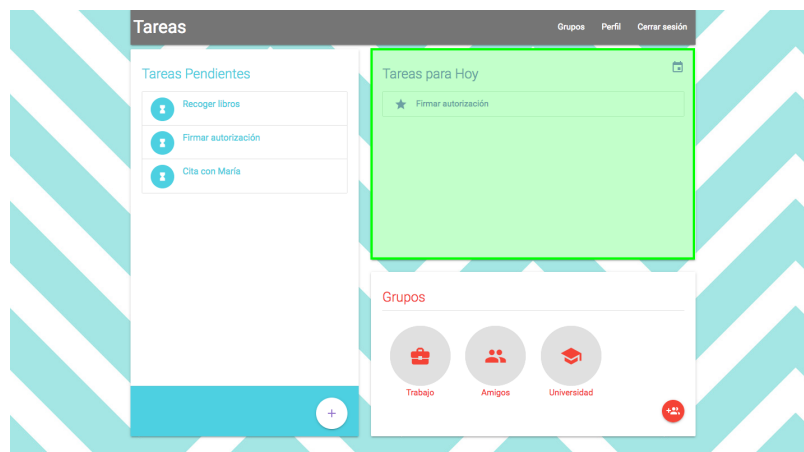 Tareas
Grupos Perfil Cerrar sesión
Tareas Pendientes
Recoger libros
Firmar autorización
Cita con María
Tareas para Hoy
Firmar autorización
Grupos
Trabajo Amigos Universidad